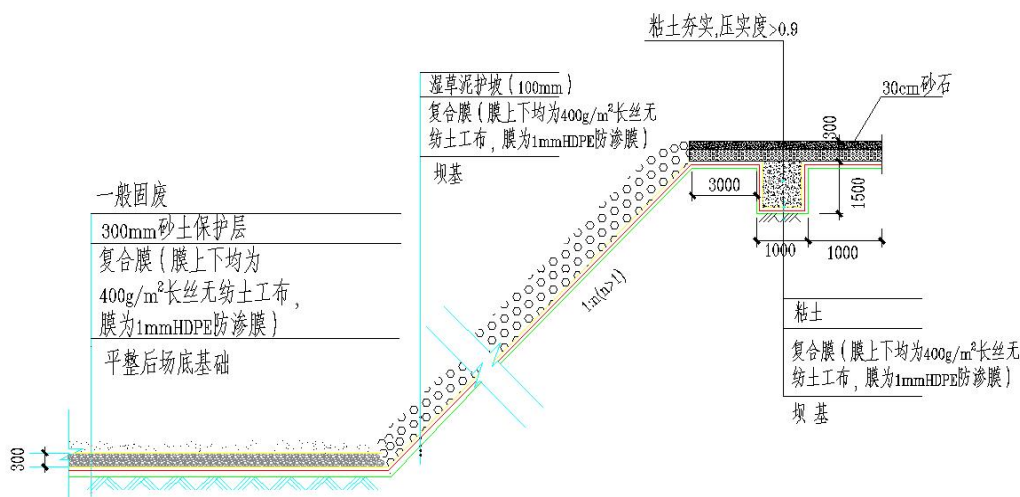 粘土夯实,压实度>0.9
30cm砂石
湿草泥护坡(100mm)
复合膜(膜上下均为400g/m²长丝无
纺土工布,膜为1mmHDPE防渗膜)
坝基
300
3000
1500
1000
1000
一般固废
300mm砂土保护层
复合膜(膜上下均为
400g/m²长丝无纺土工布,
膜为1mmHDPE防渗膜)
平整后场底基础
1:n(n>1)
粘土
复合膜(膜上下均为400g/m²长丝无
纺土工布,膜为1mmHDPE防渗膜)
坝基
300